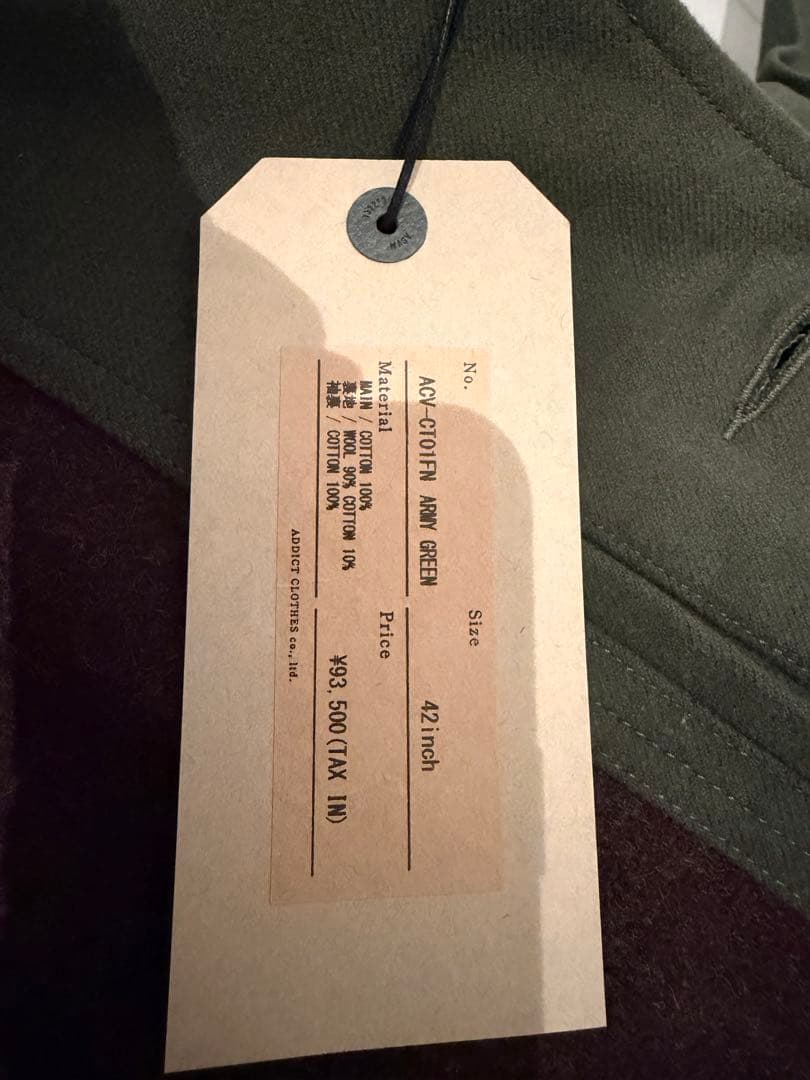 No.
ACV-CT01FN ARMY GREEN
Size
42inch
Material
MAIN / COTTON 100%
裏地 / WOOL 90% COTTON 10%
袖裏 / COTTON 100%
Price
¥93,500(TAX IN)
ADDICT CLOTHES co., ltd.